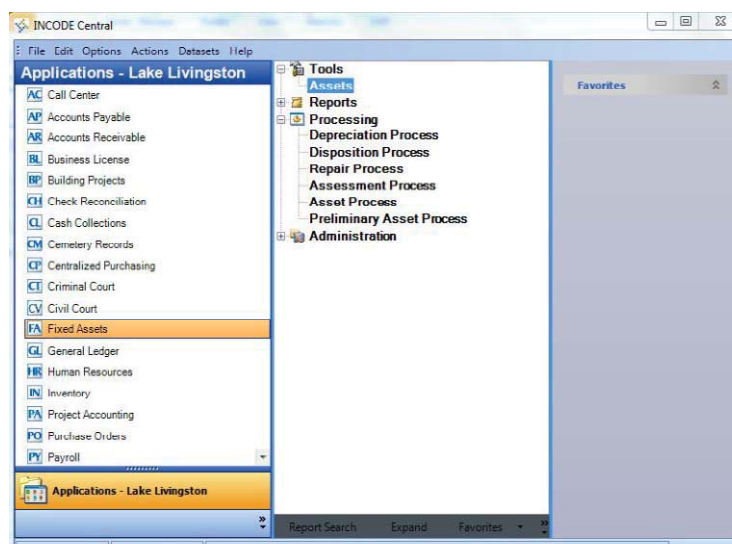 INCODE Central
File Edit Options Actions Datasets Help
Applications - Lake Livingston
AC Call Center
AP Accounts Payable
AR Accounts Receivable
BL Business License
BP Building Projects
CH Check Reconciliation
CL Cash Collections
CM Cemetery Records
CP Centralized Purchasing
CT Criminal Court
CV Civil Court
FA Fixed Assets
GL General Ledger
HR Human Resources
IN Inventory
PA Project Accounting
PO Purchase Orders
PY Payroll
Applications - Lake Livingston
Tools
Assets
Reports
Processing
Depreciation Process
Disposition Process
Repair Process
Assessment Process
Asset Process
Preliminary Asset Process
Administration
Report Search Expand Favorites
Favorites